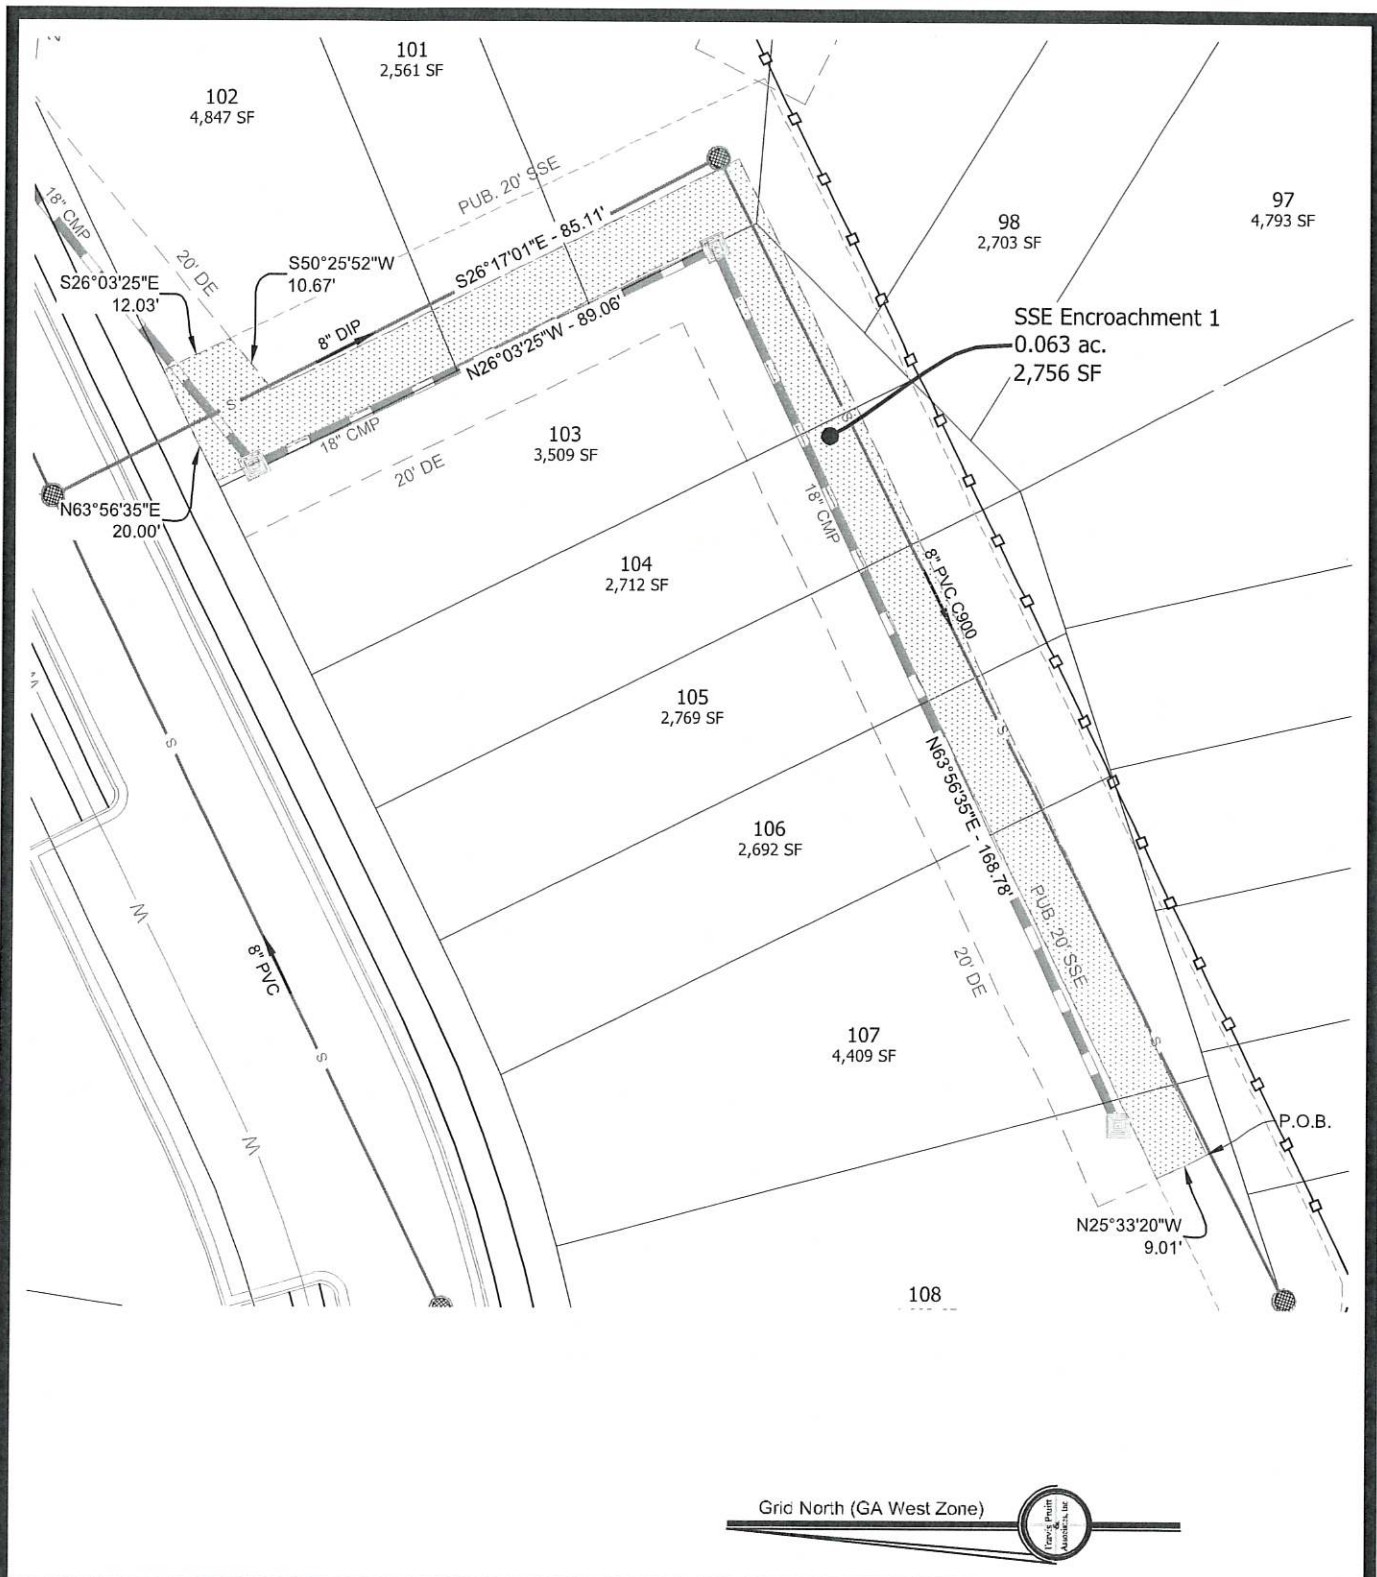 101
2,561 SF
102
4,847 SF
PUB. 20' SSE
97
4,793 SF
98
2,703 SF
18" CMP
20' DE
S50°25'52"W
10.67'
S26°03'25"E
12.03'
S26°17'01"E - 85.11'
8" DIP
N26°03'25"W - 89.06'
SSE Encroachment 1
0.063 ac.
2,756 SF
S
S
18" CMP
103
3,509 SF
20' DE
N63°56'35"E
20.00'
18" CMP
8" PVC C900
104
2,712 SF
105
2,769 SF
S
S
W
N63°56'35"E - 168.78'
106
2,692 SF
PUB. 20' SSE
W
8" PVC
20' DE
107
4,409 SF
S
S
W
P.O.B.
N25°33'20"W
9.01'
108
Grid North (GA West Zone)
Travis Pruitt
&
Associates, Inc